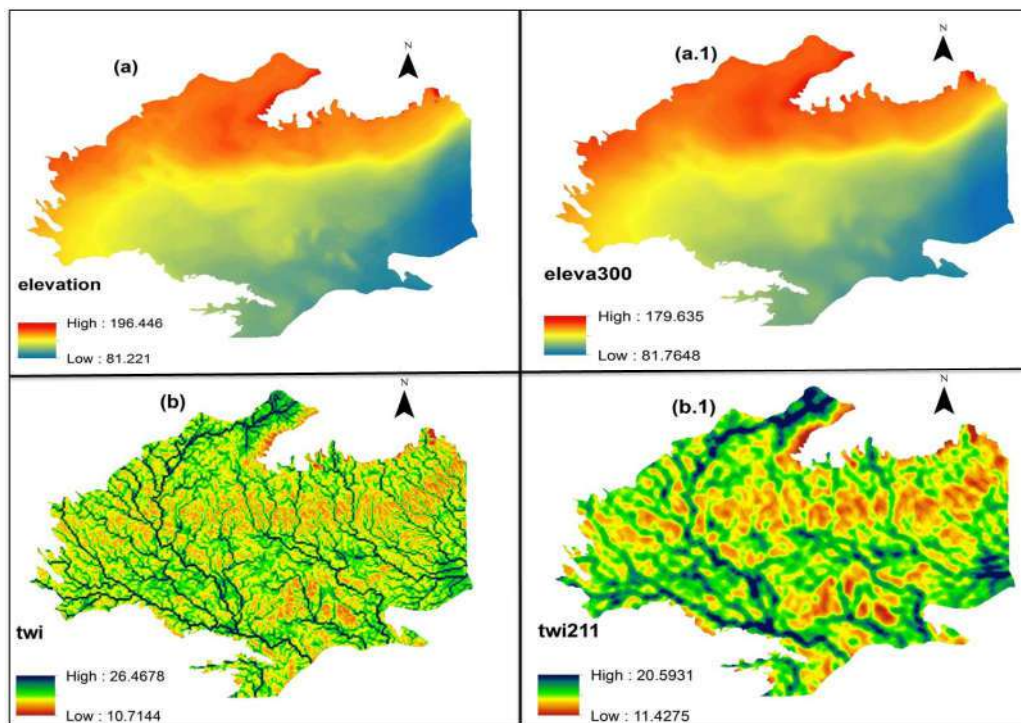 (a)
N
elevation
High : 196.446
Low : 81.221
(a.1)
N
eleva300
High : 179.635
Low : 81.7648
(b)
N
twi
High : 26.4678
Low : 10.7144
(b.1)
N
twi211
High : 20.5931
Low : 11.4275